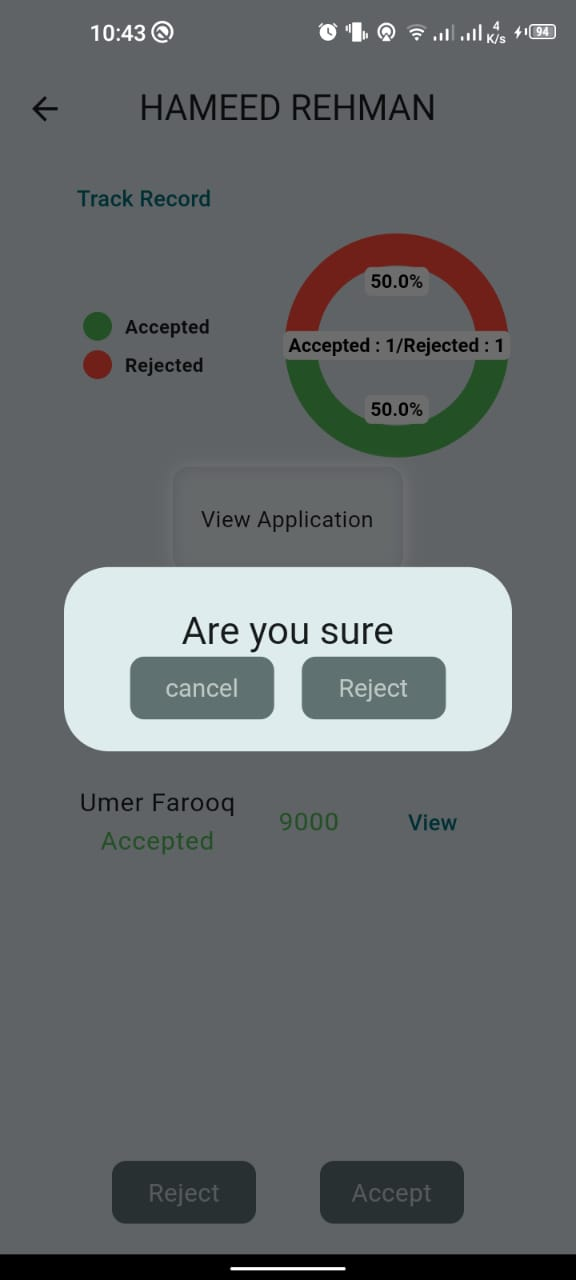 10:43 4 K/s 94
HAMEED REHMAN
Track Record
50.0%
Accepted
Accepted : 1/Rejected : 1
Rejected
50.0%
View Application
Are you sure
cancel Reject
Umer Farooq
9000 View
Accepted
Reject Accept